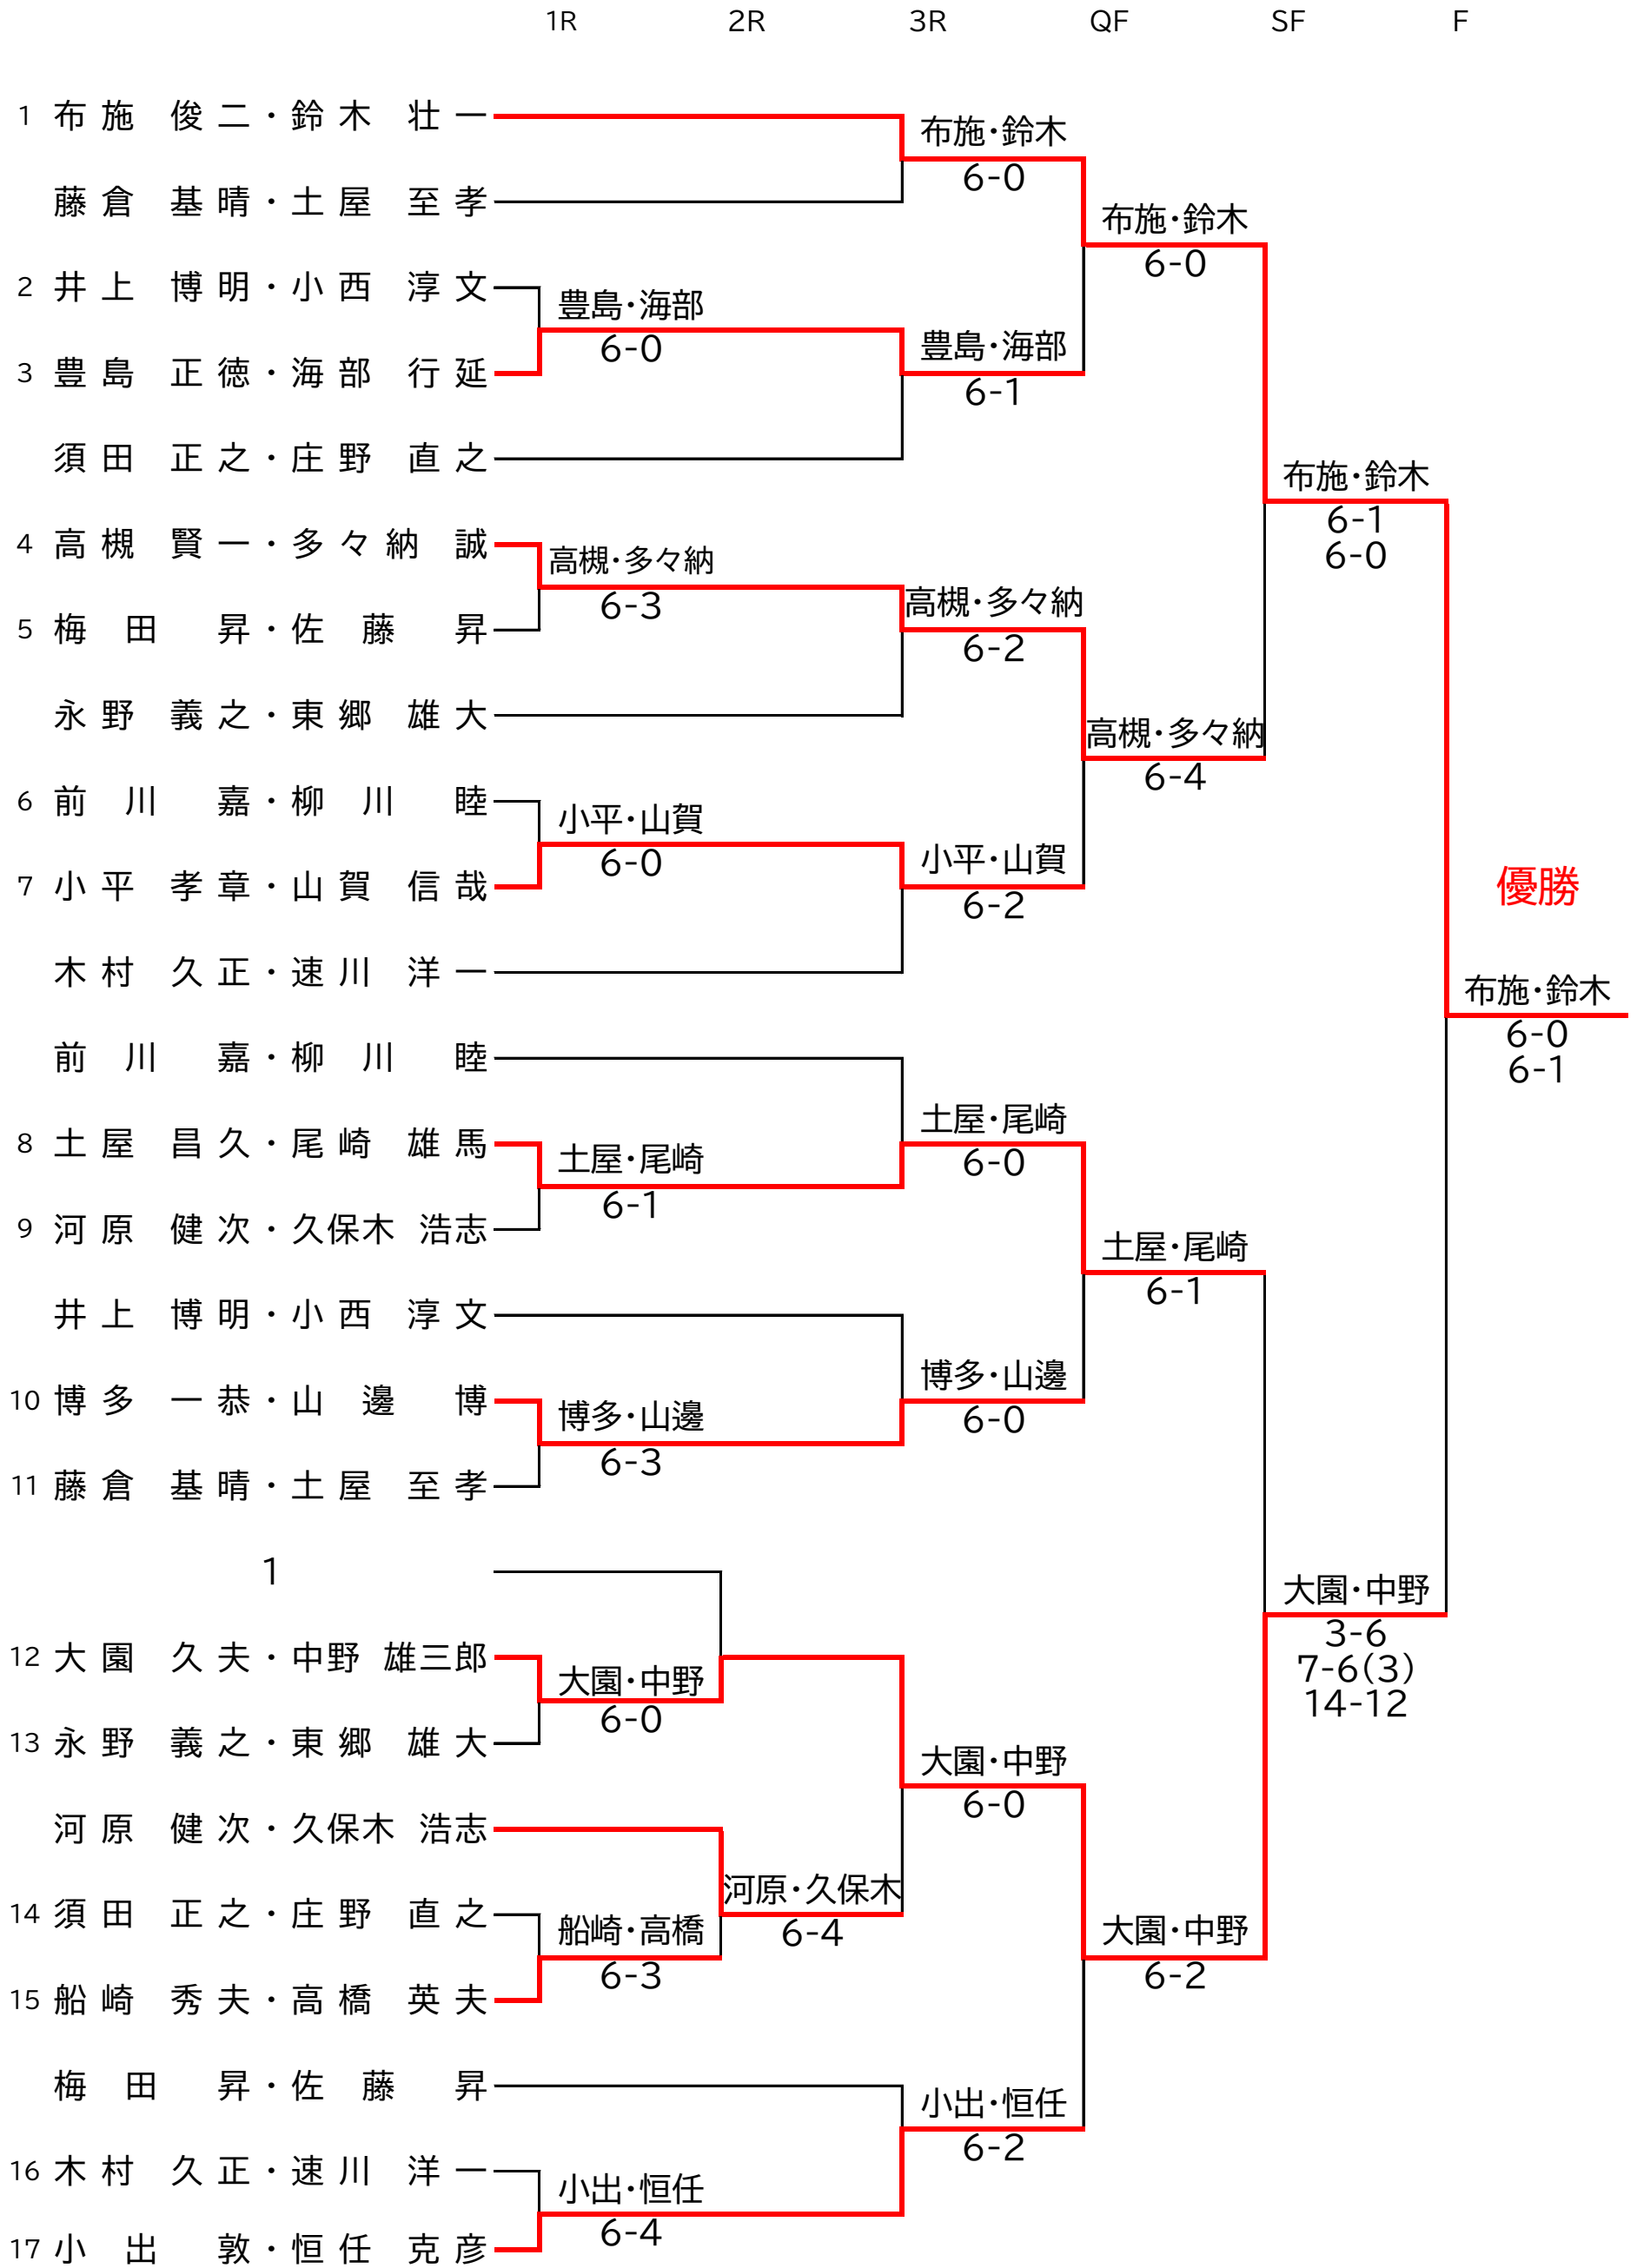 1R 2R 3R QF SF F
1 布施 俊二・鈴木 壮一
布施・鈴木
6-0
藤倉 基晴・土屋 至孝
布施・鈴木
6-0
2 井上 博明・小西 淳文
豊島・海部
6-0
豊島・海部
6-1
3 豊島 正徳・海部 行延
須田 正之・庄野 直之
布施・鈴木
6-1
6-0
4 高槻 賢一・多々納 誠
高槻・多々納
6-3
高槻・多々納
6-2
5 梅田 昇・佐藤 昇
永野 義之・東郷 雄大
高槻・多々納
6-4
6 前川 嘉・柳川 睦
小平・山賀
6-0
小平・山賀
6-2
7 小平 孝章・山賀 信哉
優勝
木村 久正・速川 洋一
布施・鈴木
6-0
6-1
前川 嘉・柳川 睦
土屋・尾崎
6-0
8 土屋 昌久・尾崎 雄馬
土屋・尾崎
6-1
9 河原 健次・久保木 浩志
土屋・尾崎
6-1
井上 博明・小西 淳文
博多・山邊
6-0
10 博多 一恭・山邊 博
博多・山邊
6-3
11 藤倉 基晴・土屋 至孝
1
大園・中野
3-6
7-6(3)
14-12
12 大園 久夫・中野 雄三郎
大園・中野
6-0
13 永野 義之・東郷 雄大
大園・中野
6-0
河原 健次・久保木 浩志
河原・久保木
6-4
14 須田 正之・庄野 直之
船崎・高橋
6-3
大園・中野
6-2
15 船崎 秀夫・高橋 英夫
梅田 昇・佐藤 昇
小出・恒任
6-2
16 木村 久正・速川 洋一
小出・恒任
6-4
17 小出 敦・恒任 克彦